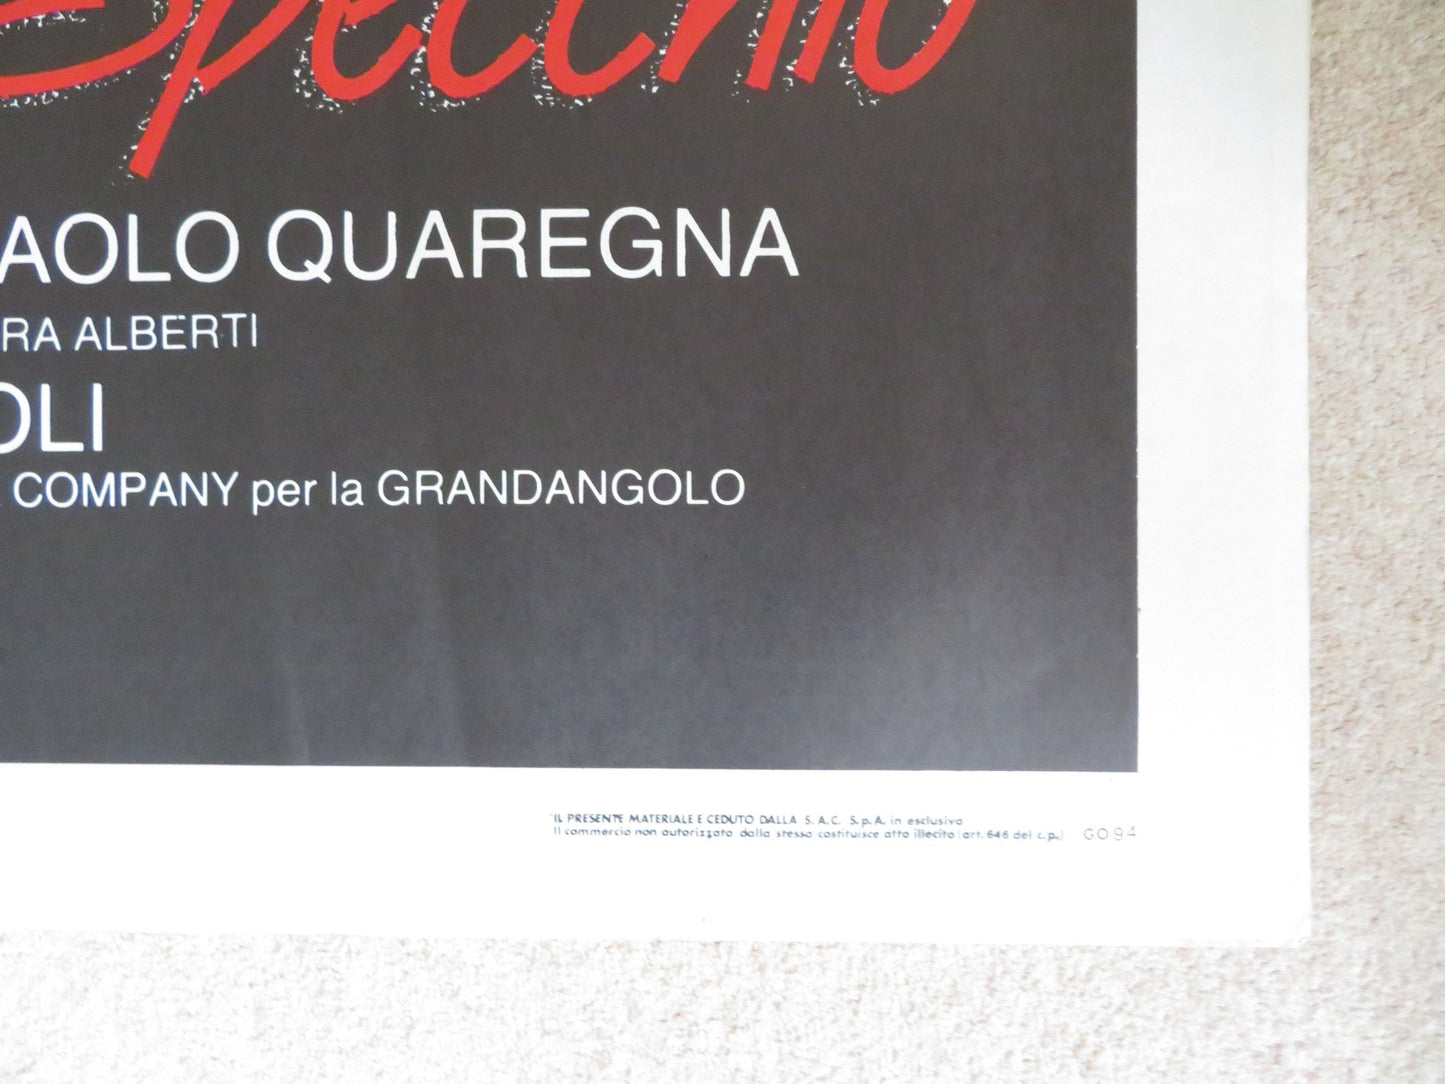 Specchio
AOLO QUAREGNA
RA ALBERTI
OLI
COMPANY per la GRANDANGOLO
IL PRESENTE MATERIALE E CEDUTO DALLA S.A.C. S.p.A. in esclusiva
Il commercio non autorizzato dalla stessa costituisce atto illecito (art. 646 del c.p.) GO94